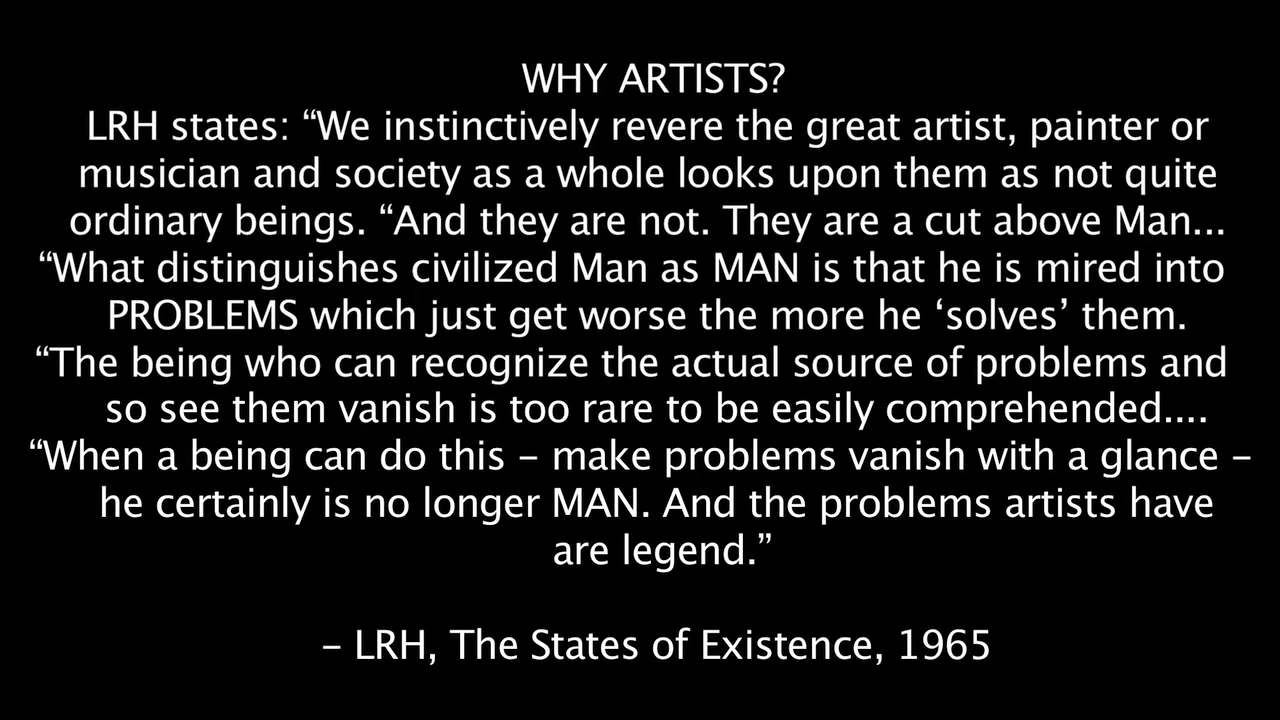 WHY ARTISTS?
LRH states: “We instinctively revere the great artist, painter or
musician and society as a whole looks upon them as not quite
ordinary beings. “And they are not. They are a cut above Man...
“What distinguishes civilized Man as MAN is that he is mired into
PROBLEMS which just get worse the more he ‘solves’ them.
“The being who can recognize the actual source of problems and
so see them vanish is too rare to be easily comprehended....
“When a being can do this – make problems vanish with a glance –
he certainly is no longer MAN. And the problems artists have
are legend.”
– LRH, The States of Existence, 1965